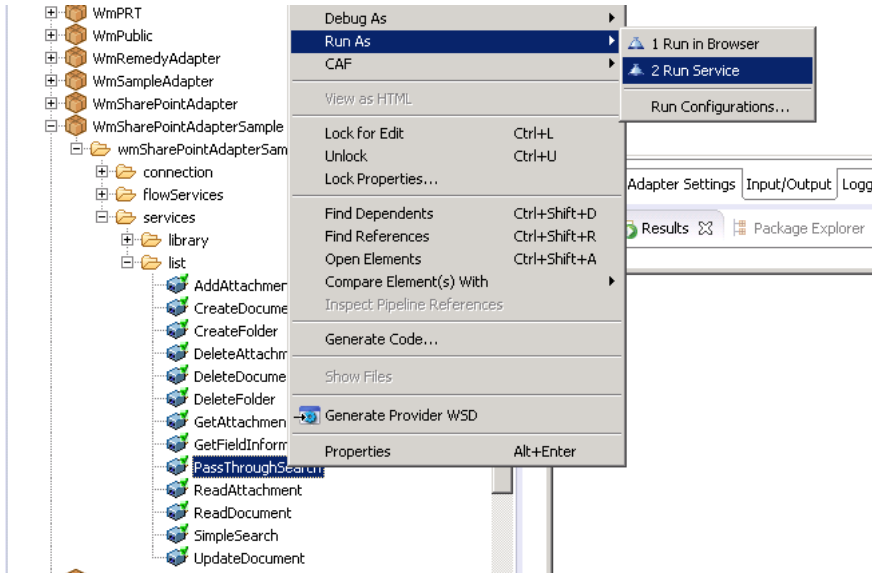 WmPRT
WmPublic
WmRemedyAdapter
WmSampleAdapter
WmSharePointAdapter
WmSharePointAdapterSample
wmSharePointAdapterSam
connection
flowServices
services
library
list
AddAttachmer
CreateDocume
CreateFolder
DeleteAttachm
DeleteDocume
DeleteFolder
GetAttachmen
GetFieldInform
PassThroughSearch
ReadAttachment
ReadDocument
SimpleSearch
UpdateDocument
Debug As
Run As
CAF
View as HTML
Lock for Edit Ctrl+L
Unlock Ctrl+U
Lock Properties...
Find Dependents Ctrl+Shift+D
Find References Ctrl+Shift+R
Open Elements Ctrl+Shift+A
Compare Element(s) With
Inspect Pipeline References
Generate Code...
Show Files
Generate Provider WSD
Properties Alt+Enter
1 Run in Browser
2 Run Service
Run Configurations...
Adapter Settings Input/Output Logg
Results Package Explorer